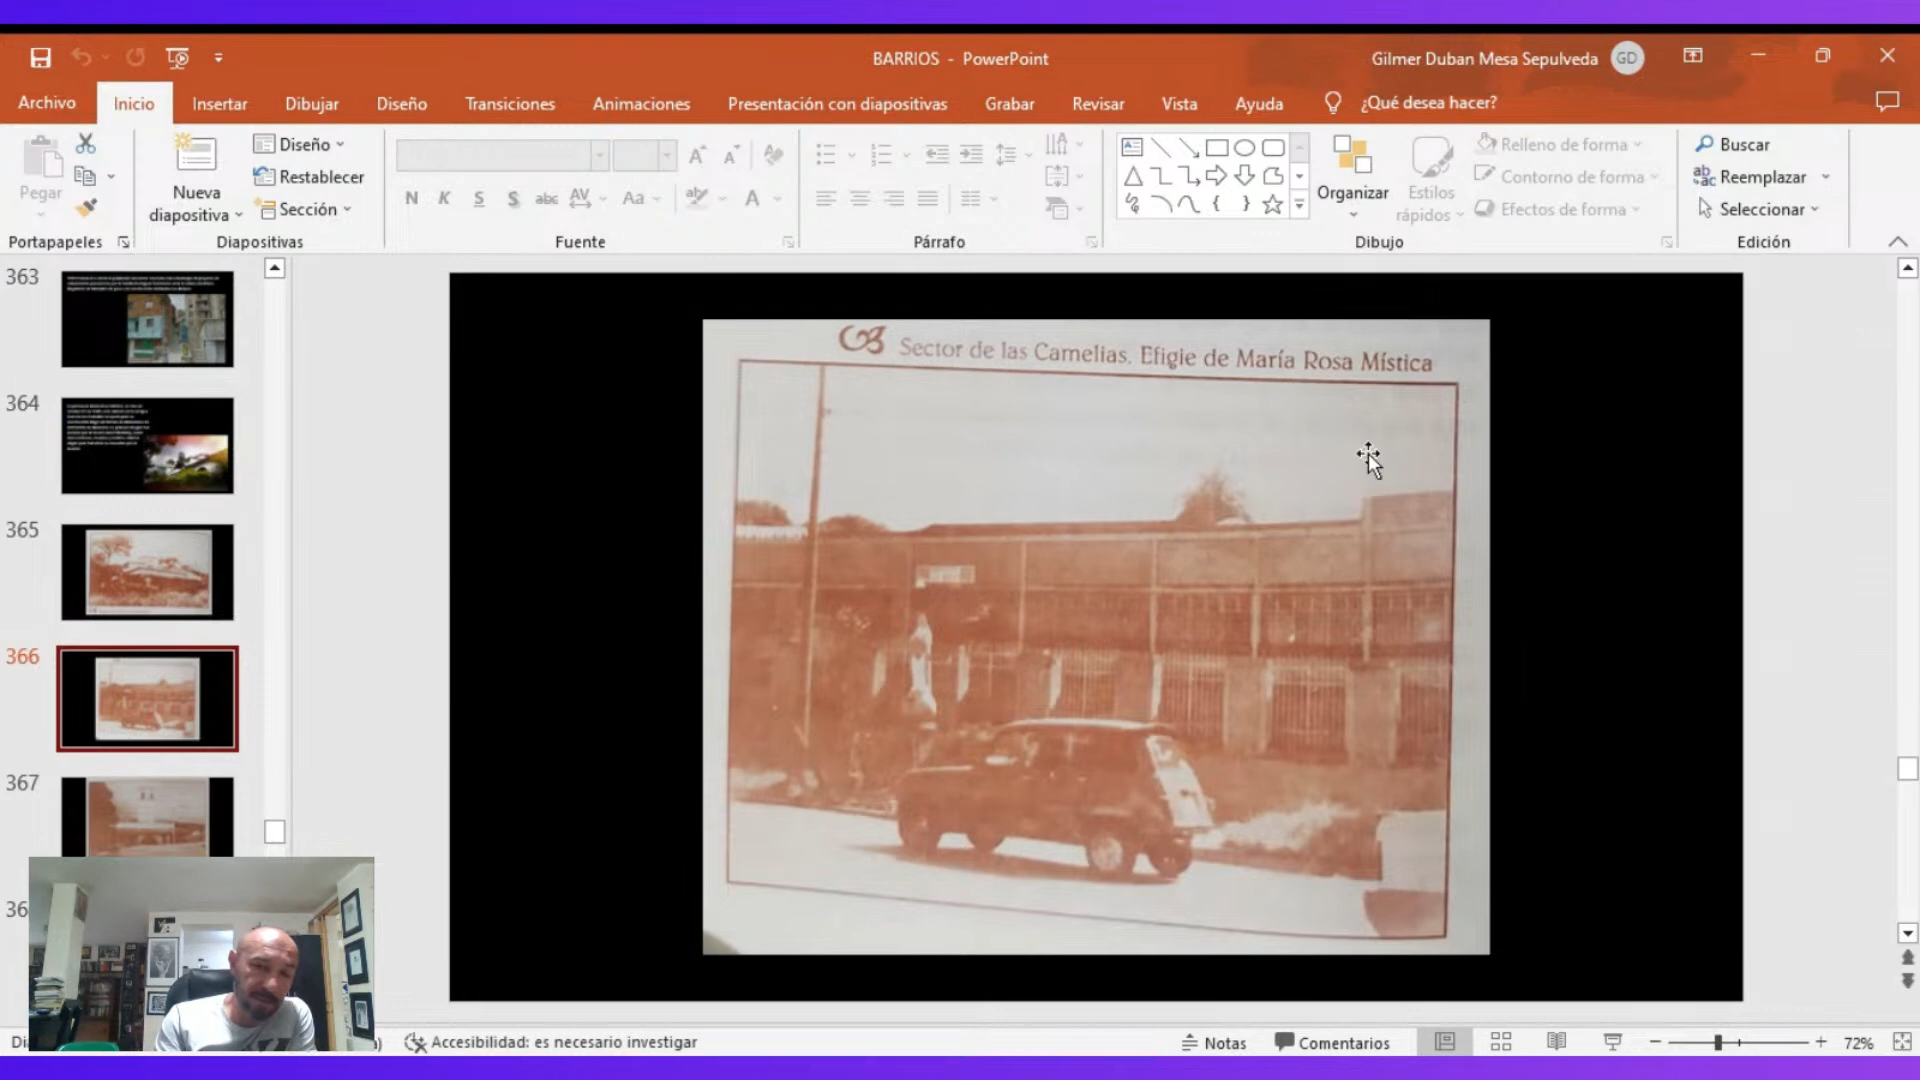 BARRIOS - PowerPoint
Gilmer Duban Mesa Sepulveda
GD
Archivo
Inicio
Insertar
Dibujar
Diseño
Transiciones
Animaciones
Presentación con diapositivas
Grabar
Revisar
Vista
Ayuda
¿Qué desea hacer?
Pegar
Portapapeles
Nueva
diapositiva
Diseño
Restablecer
Sección
Diapositivas
N K S S abc AV Aa A
Fuente
Párrafo
Organizar
Estilos
rápidos
Relleno de forma
Contorno de forma
Efectos de forma
Dibujo
Buscar
Reemplazar
Seleccionar
Edición
363
364
365
366
367
Sector de las Camelias. Efigie de María Rosa Mística
Accesibilidad: es necesario investigar
Notas
Comentarios
72%